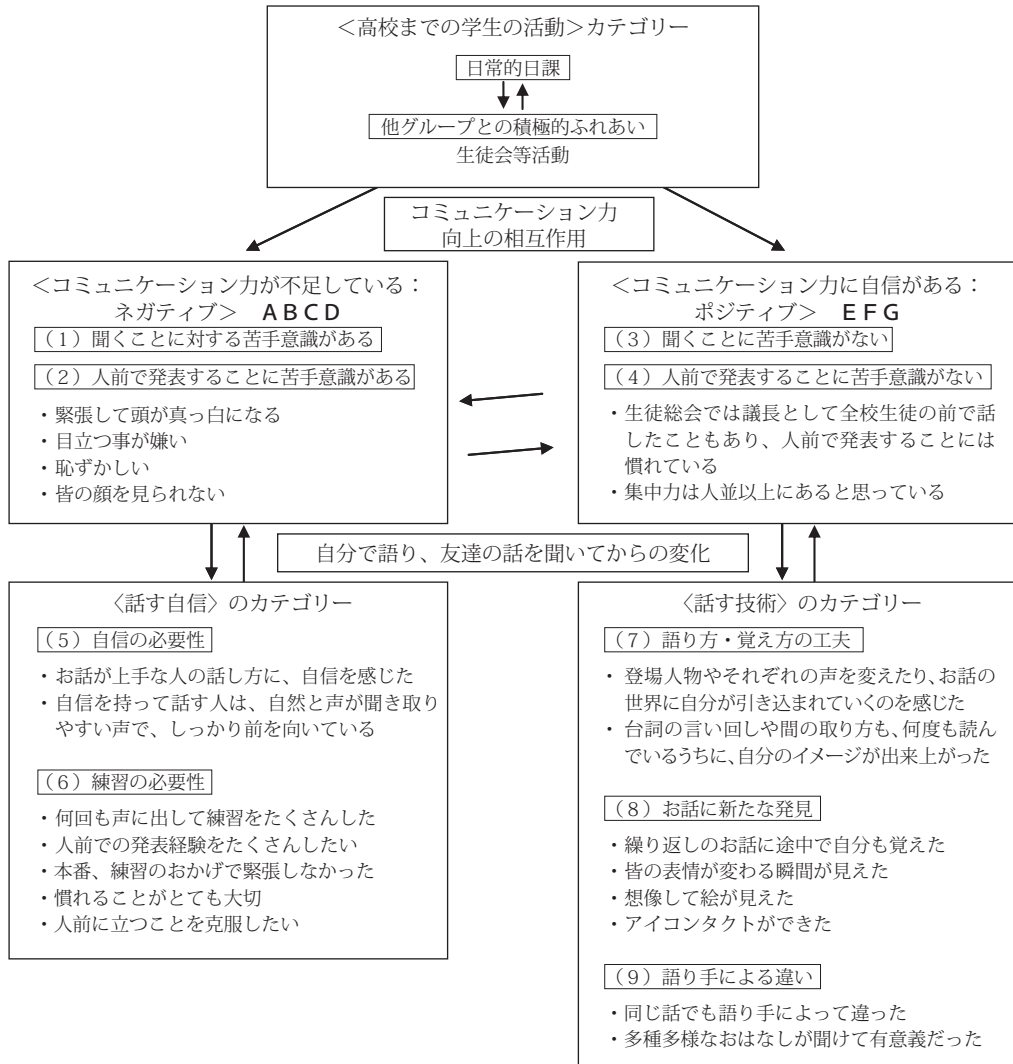 ＜高校までの学生の活動＞カテゴリー
日常的日課
他グループとの積極的ふれあい
生徒会等活動
コミュニケーション力
向上の相互作用
＜コミュニケーション力が不足している：
ネガティブ＞　ＡＢＣＤ
（１）聞くことに対する苦手意識がある
（２）人前で発表することに苦手意識がある
・緊張して頭が真っ白になる
・目立つ事が嫌い
・恥ずかしい
・皆の顔を見られない
＜コミュニケーション力に自信がある：
ポジティブ＞　ＥＦＧ
（３）聞くことに苦手意識がない
（４）人前で発表することに苦手意識がない
・生徒総会では議長として全校生徒の前で話
したこともあり、人前で発表することには
慣れている
・集中力は人並以上にあると思っている
自分で語り、友達の話を聞いてからの変化
〈話す自信〉のカテゴリー
（５）自信の必要性
・お話が上手な人の話し方に、自信を感じた
・自信を持って話す人は、自然と声が聞き取り
やすい声で、しっかり前を向いている
（６）練習の必要性
・何回も声に出して練習をたくさんした
・人前での発表経験をたくさんしたい
・本番、練習のおかげで緊張しなかった
・慣れることがとても大切
・人前に立つことを克服したい
〈話す技術〉のカテゴリー
（７）語り方・覚え方の工夫
・登場人物やそれぞれの声を変えたり、お話の
世界に自分が引き込まれていくのを感じた
・台詞の言い回しや間の取り方も、何度も読ん
でいるうちに、自分のイメージが出来上がった
（８）お話に新たな発見
・繰り返しのお話に途中で自分も覚えた
・皆の表情が変わる瞬間が見えた
・想像して絵が見えた
・アイコンタクトができた
（９）語り手による違い
・同じ話でも語り手によって違った
・多種多様なおはなしが聞けて有意義だった